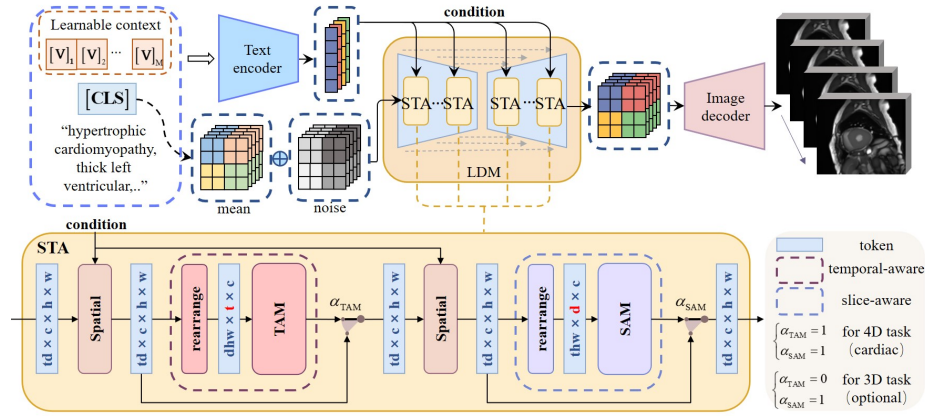 Learnable context
[V]1 [V]2 ... [V]M
[CLS]
"hypertrophic
cardiomyopathy,
thick left
ventricular,.."
Text
encoder
mean
noise
condition
STA ··· STA
STA ··· STA
LDM
Image
decoder
condition
STA
td × c × h × w
Spatial
td × c × h × w
rearrange
dhw × t × c
TAM
αTAM
td × c × h × w
Spatial
td × c × h × w
rearrange
thw × d × c
SAM
αSAM
td × c × h × w
token
temporal-aware
slice-aware
αTAM = 1 for 4D task
αSAM = 1 (cardiac)
αTAM = 0 for 3D task
αSAM = 1 (optional)